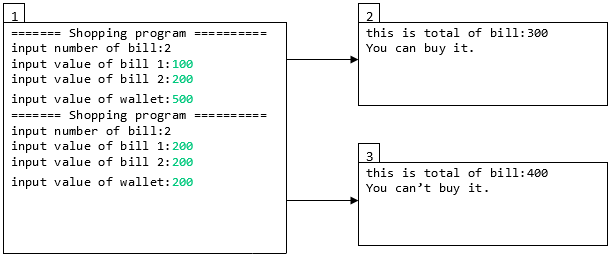 1
======= Shopping program ==========
input number of bill:2
input value of bill 1:100
input value of bill 2:200
input value of wallet:500
======= Shopping program ==========
input number of bill:2
input value of bill 1:200
input value of bill 2:200
input value of wallet:200
2
this is total of bill:300
You can buy it.
3
this is total of bill:400
You can’t buy it.